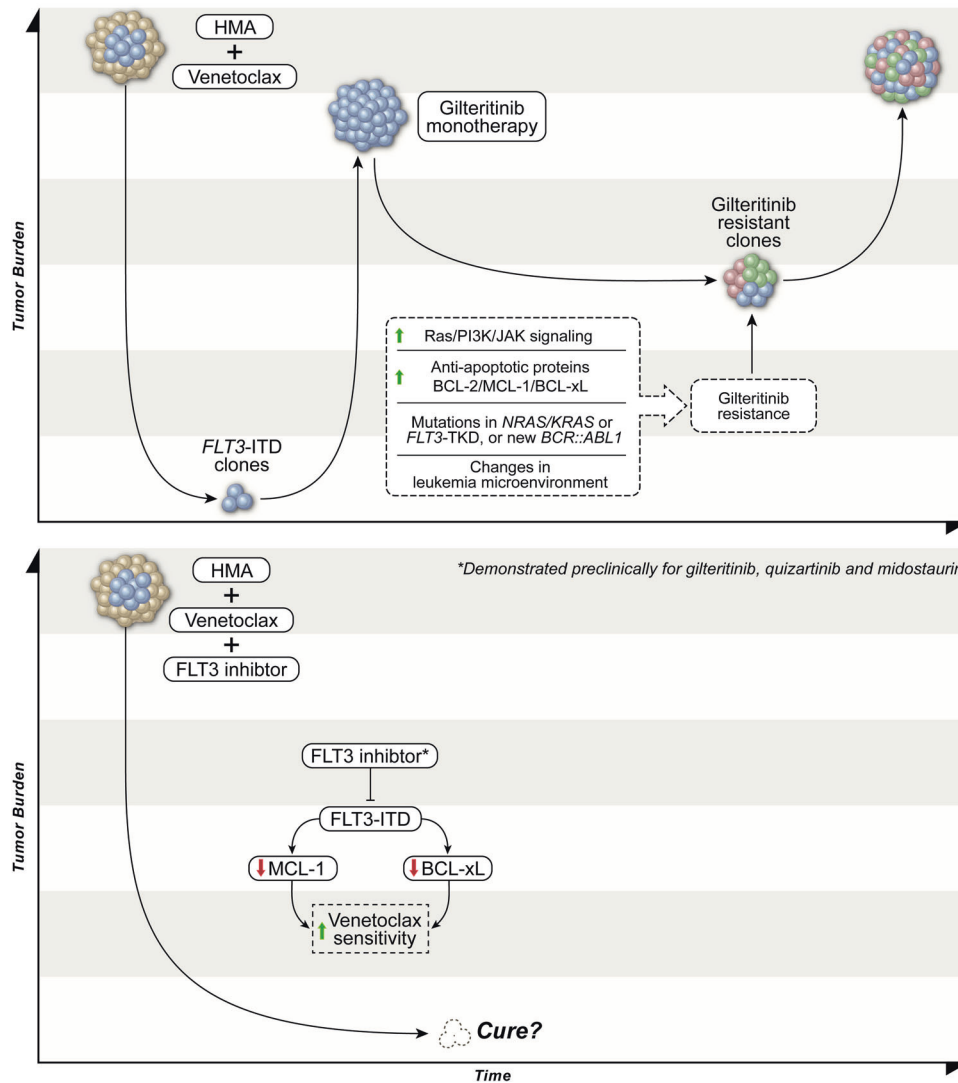 HMA
+
Venetoclax
Gilteritinib
monotherapy
Gilteritinib
resistant
clones
Tumor Burden
Ras/PI3K/JAK signaling
Anti-apoptotic proteins
BCL-2/MCL-1/BCL-xL
Mutations in NRAS/KRAS or
FLT3-TKD, or new BCR::ABL1
Changes in
leukemia microenvironment
Gilteritinib
resistance
FLT3-ITD
clones
*Demonstrated preclinically for gilteritinib, quizartinib and midostaurin
HMA
+
Venetoclax
+
FLT3 inhibtor
Tumor Burden
FLT3 inhibtor*
FLT3-ITD
MCL-1
BCL-xL
Venetoclax
sensitivity
Cure?
Time